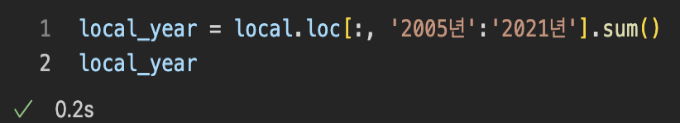 1 local_year = local.loc[:, '2005년':'2021년'].sum()
2 local_year
✓ 0.2s